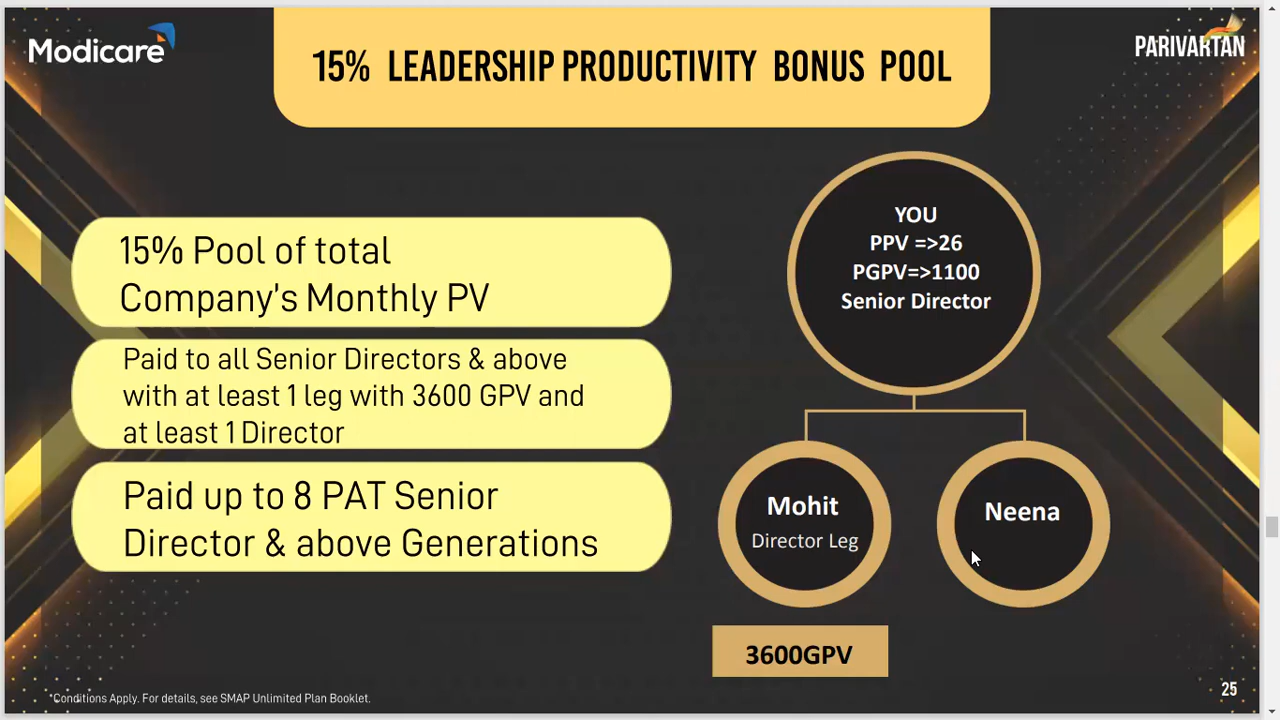 Modicare
15% LEADERSHIP PRODUCTIVITY BONUS POOL
PARIVARTAN
15% Pool of total
Company's Monthly PV
Paid to all Senior Directors & above
with at least 1 leg with 3600 GPV and
at least 1 Director
Paid up to 8 PAT Senior
Director & above Generations
YOU
PPV =>26
PGPV=>1100
Senior Director
Mohit
Director Leg
Neena
3600GPV
*Conditions Apply. For details, see SMAP Unlimited Plan Booklet.
25